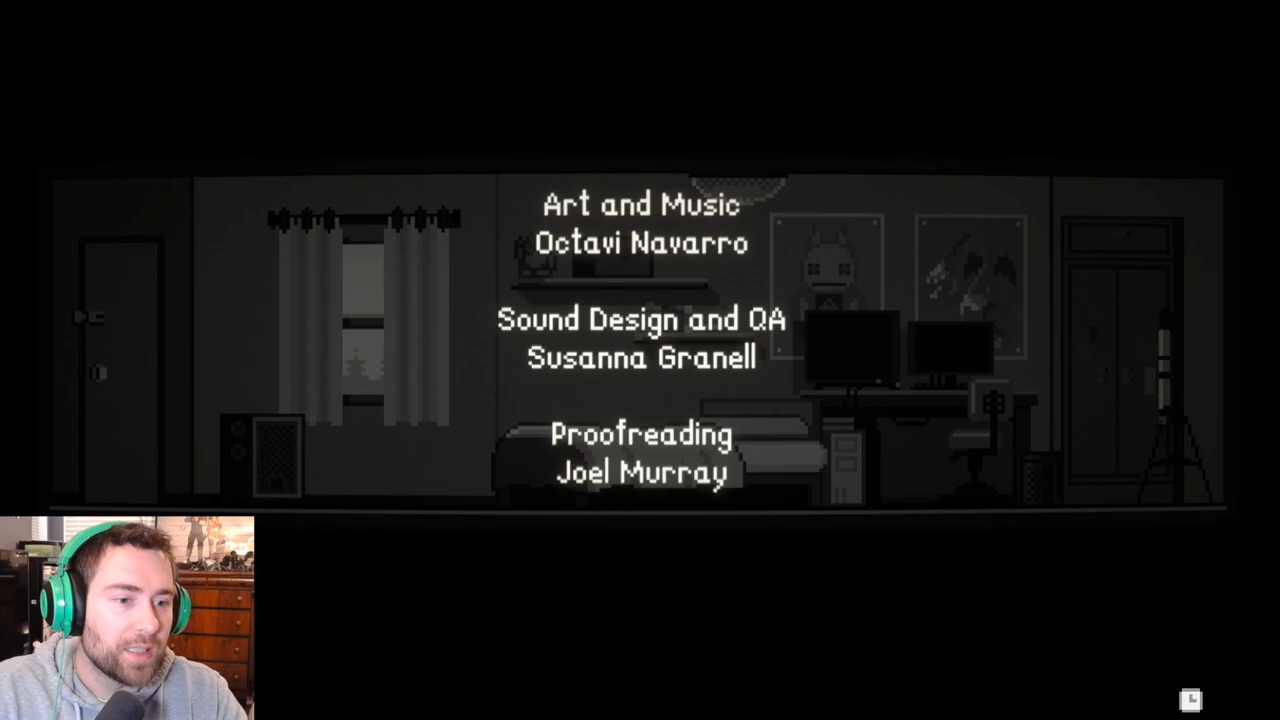 Art and Music
Octavi Navarro
Sound Design and QA
Susanna Granell
Proofreading
Joel Murray